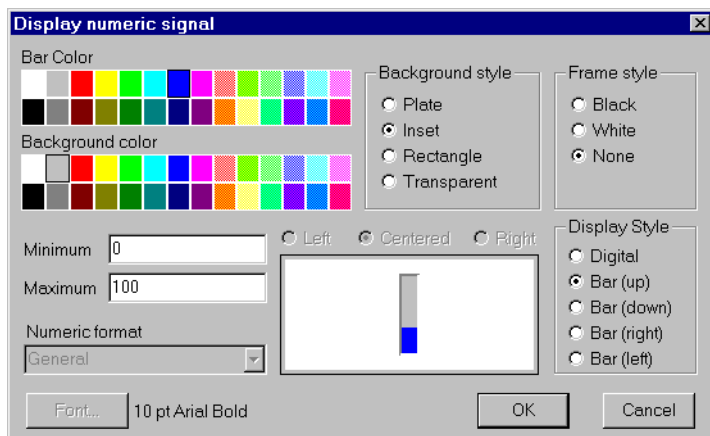 Display numeric signal
Bar Color
Background color
Background style
Plate
Inset
Rectangle
Transparent
Frame style
Black
White
None
Minimum 0
Maximum 100
Numeric format
General
Left Centered Right
Display Style
Digital
Bar (up)
Bar (down)
Bar (right)
Bar (left)
Font... 10 pt Arial Bold
OK Cancel